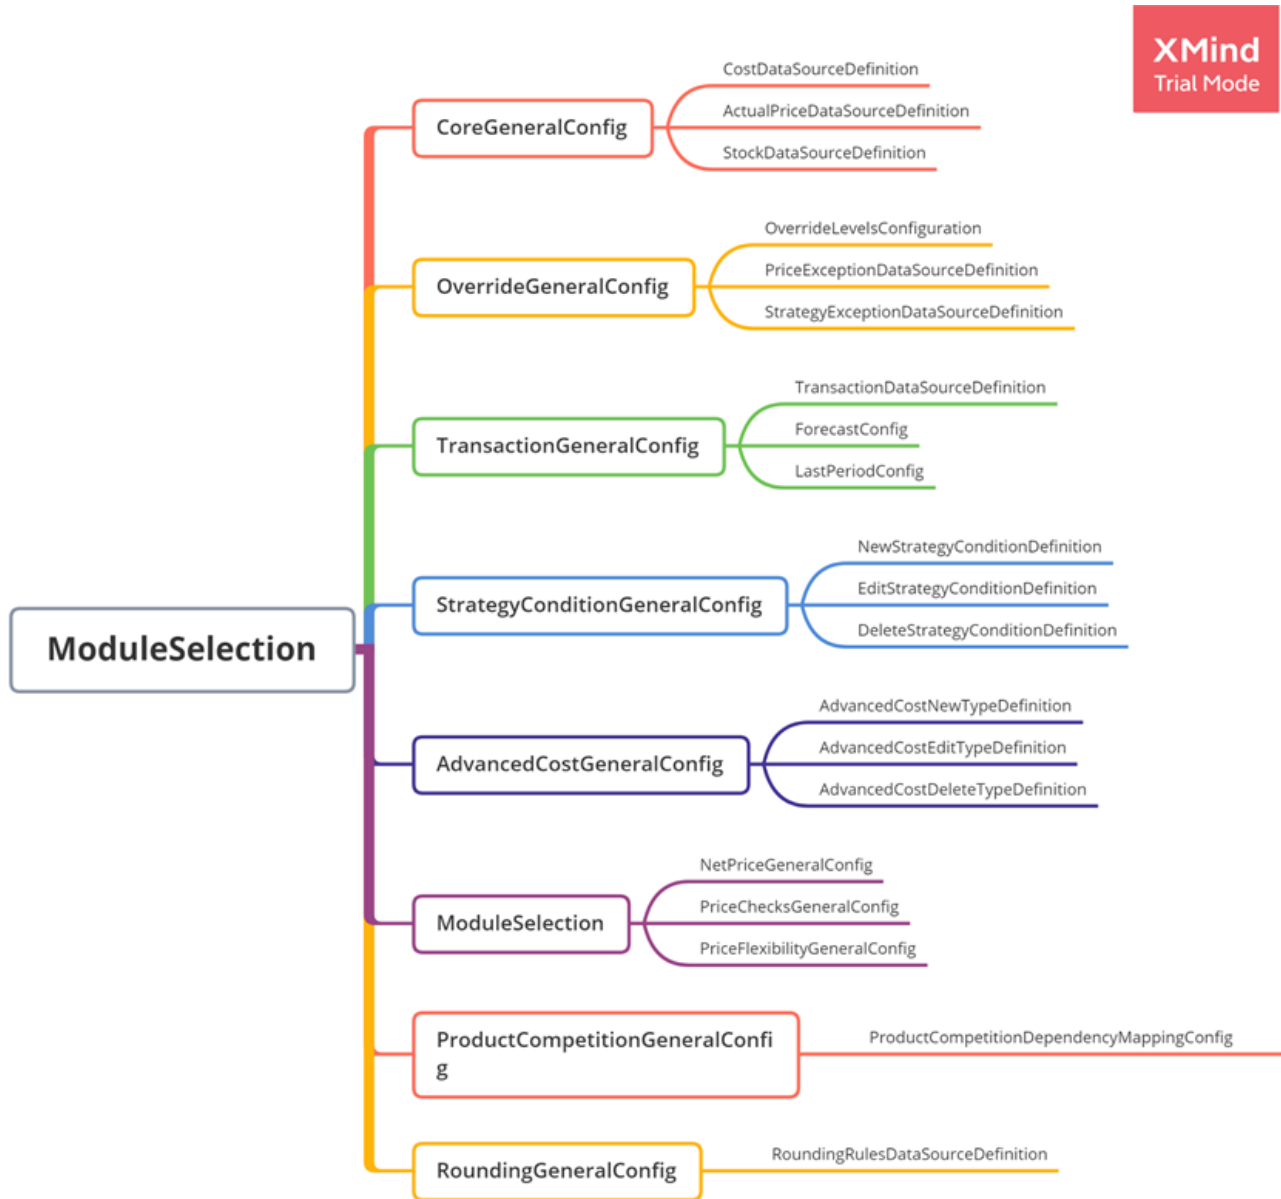 XMind
Trial Mode
CostDataSourceDefinition
CoreGeneralConfig
ActualPriceDataSourceDefinition
StockDataSourceDefinition
OverrideLevelsConfiguration
OverrideGeneralConfig
PriceExceptionDataSourceDefinition
StrategyExceptionDataSourceDefinition
TransactionDataSourceDefinition
TransactionGeneralConfig
ForecastConfig
LastPeriodConfig
NewStrategyConditionDefinition
StrategyConditionGeneralConfig
EditStrategyConditionDefinition
DeleteStrategyConditionDefinition
ModuleSelection
AdvancedCostNewTypeDefinition
AdvancedCostGeneralConfig
AdvancedCostEditTypeDefinition
AdvancedCostDeleteTypeDefinition
NetPriceGeneralConfig
ModuleSelection
PriceChecksGeneralConfig
PriceFlexibilityGeneralConfig
ProductCompetitionGeneralConfi
g
ProductCompetitionDependencyMappingConfig
RoundingGeneralConfig
RoundingRulesDataSourceDefinition